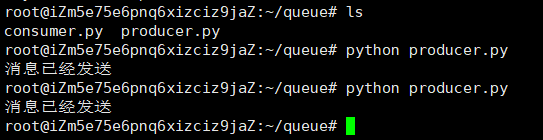 root@iZm5e75e6pnq6xizciz9jaZ:~/queue# ls
consumer.py  producer.py
root@iZm5e75e6pnq6xizciz9jaZ:~/queue# python producer.py
消息已经发送
root@iZm5e75e6pnq6xizciz9jaZ:~/queue# python producer.py
消息已经发送
root@iZm5e75e6pnq6xizciz9jaZ:~/queue#